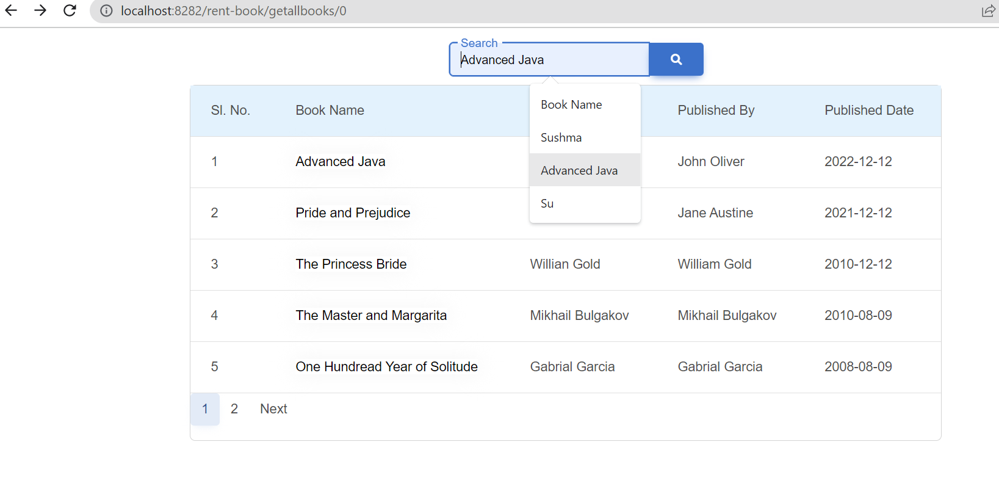 localhost:8282/rent-book/getallbooks/0
Search
Advanced Java
Book Name
Sushma
Advanced Java
Su
Sl. No. Book Name Published By Published Date
1 Advanced Java John Oliver 2022-12-12
2 Pride and Prejudice Jane Austine 2021-12-12
3 The Princess Bride Willian Gold William Gold 2010-12-12
4 The Master and Margarita Mikhail Bulgakov Mikhail Bulgakov 2010-08-09
5 One Hundread Year of Solitude Gabrial Garcia Gabrial Garcia 2008-08-09
1 2 Next